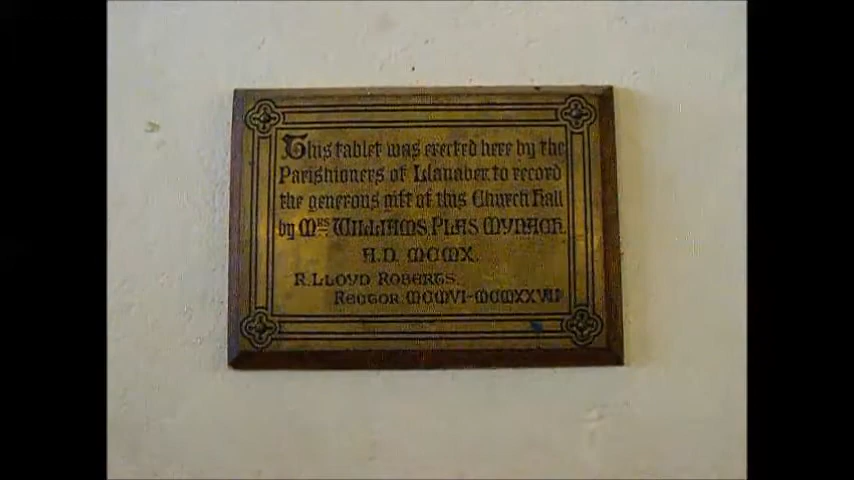 This tablet was erected here by the
Parishioners of Llanaber to record
the generous gift of this Church Hall
by Mrs Williams, Plas Mynach.
A.D. MCMX.
R. Lloyd Roberts.
Rector. MCMVI-MCMXXVII